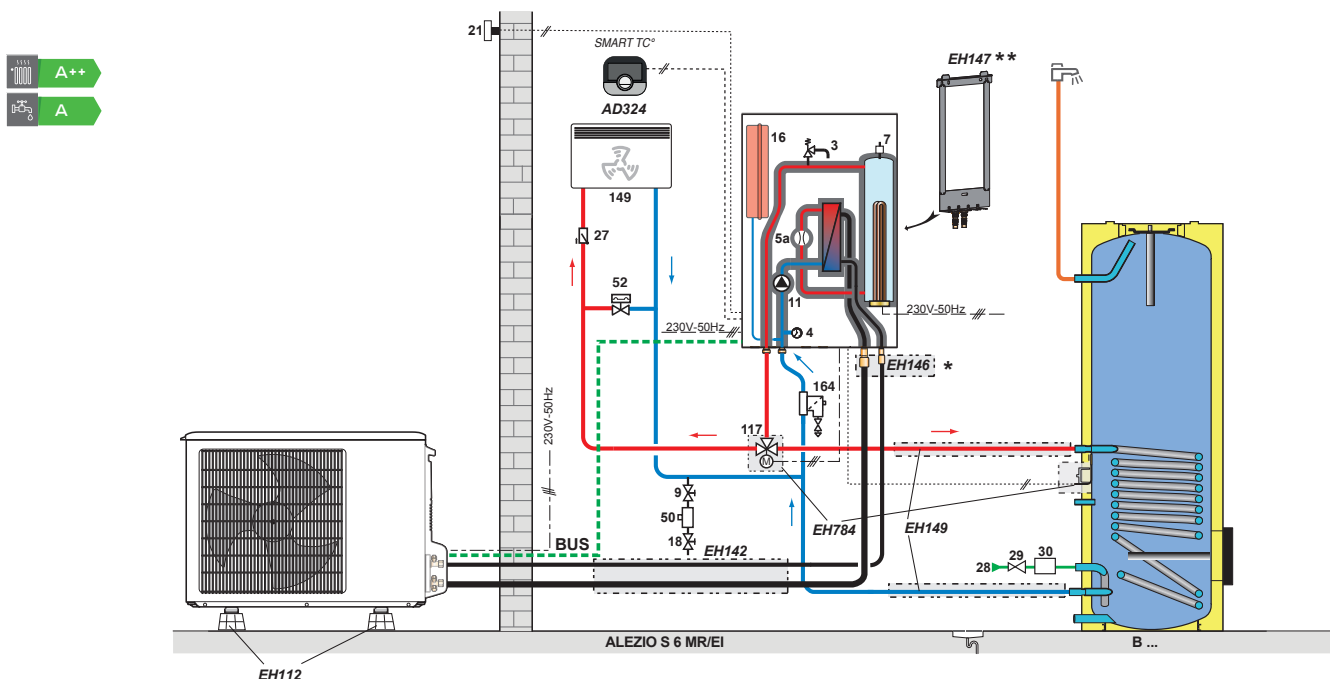 21
SMART TC°
AD324
EH147 **
A++
A
149
27
52
16
3
7
5a
11
4
230V-50Hz
230V-50Hz
EH146 *
164
117
M
230V-50Hz
9
50
18
BUS
EH142
EH784
EH149
28
29
30
ALEZIO S 6 MR/EI
B ...
EH112